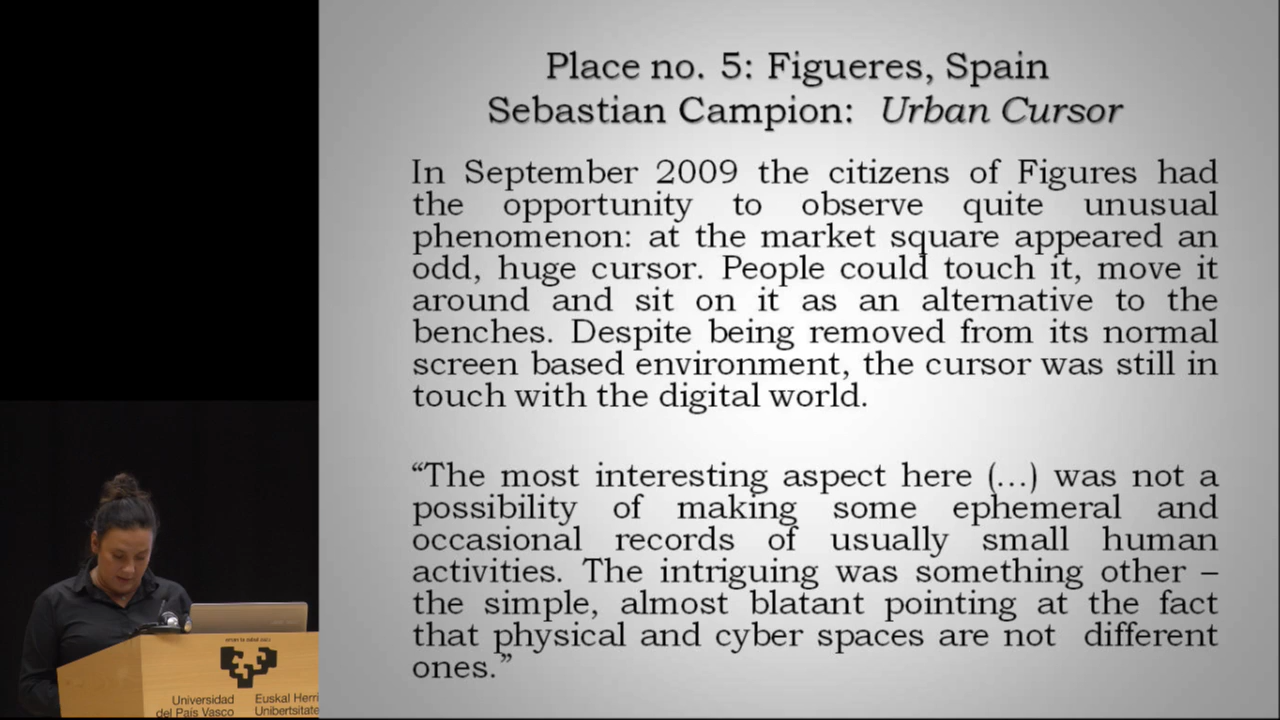 Place no. 5: Figueres, Spain
Sebastian Campion: Urban Cursor
In September 2009 the citizens of Figures had
the opportunity to observe quite unusual
phenomenon: at the market square appeared an
odd, huge cursor. People could touch it, move it
around and sit on it as an alternative to the
benches. Despite being removed from its normal
screen based environment, the cursor was still in
touch with the digital world.
“The most interesting aspect here (...) was not a
possibility of making some ephemeral and
occasional records of usually small human
activities. The intriguing was something other –
the simple, almost blatant pointing at the fact
that physical and cyber spaces are not different
ones.”
Universidad
del País Vasco
Euskal Herri
Unibertsitate